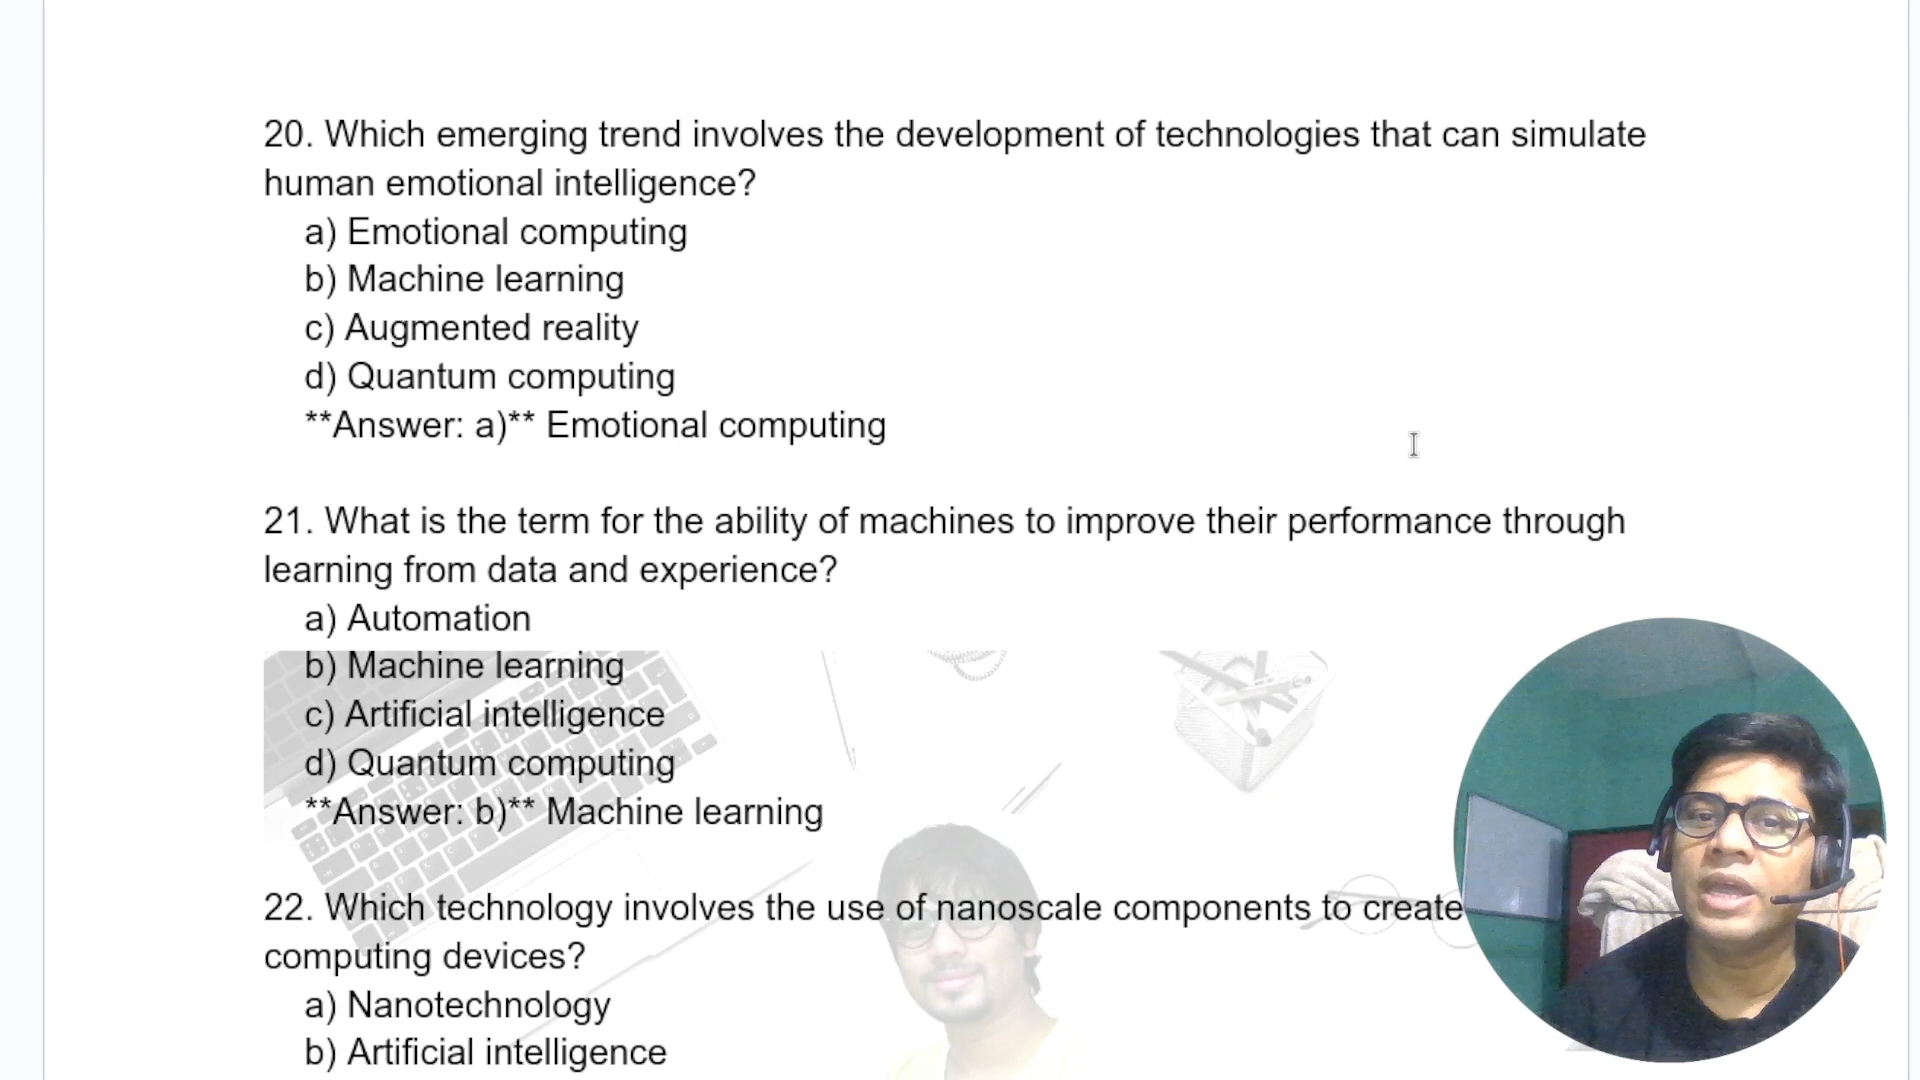 20. Which emerging trend involves the development of technologies that can simulate
human emotional intelligence?
a) Emotional computing
b) Machine learning
c) Augmented reality
d) Quantum computing
**Answer: a)** Emotional computing
21. What is the term for the ability of machines to improve their performance through
learning from data and experience?
a) Automation
b) Machine learning
c) Artificial intelligence
d) Quantum computing
**Answer: b)** Machine learning
22. Which technology involves the use of nanoscale components to create
computing devices?
a) Nanotechnology
b) Artificial intelligence